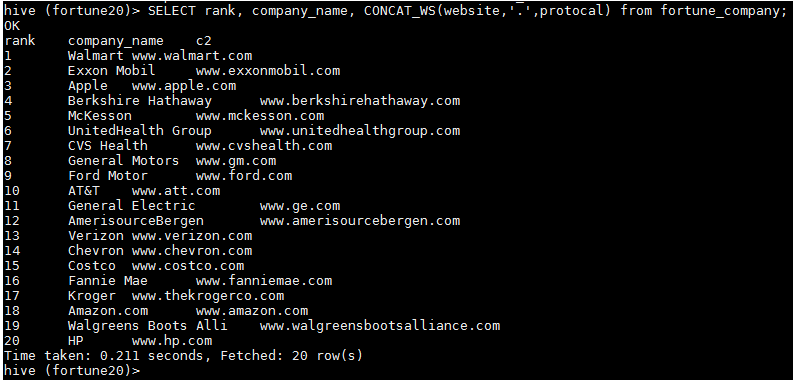 hive (fortune20)> SELECT rank, company_name, CONCAT_WS(website,'.',protocal) from fortune_company;
OK
rank	company_name	c2
1	Walmart	www.walmart.com
2	Exxon Mobil	www.exxonmobil.com
3	Apple	www.apple.com
4	Berkshire Hathaway	www.berkshirehathaway.com
5	McKesson	www.mckesson.com
6	UnitedHealth Group	www.unitedhealthgroup.com
7	CVS Health	www.cvshealth.com
8	General Motors	www.gm.com
9	Ford Motor	www.ford.com
10	AT&T	www.att.com
11	General Electric	www.ge.com
12	AmerisourceBergen	www.amerisourcebergen.com
13	Verizon	www.verizon.com
14	Chevron	www.chevron.com
15	Costco	www.costco.com
16	Fannie Mae	www.fanniemae.com
17	Kroger	www.thekrogerco.com
18	Amazon.com	www.amazon.com
19	Walgreens Boots Alli	www.walgreensbootsalliance.com
20	HP	www.hp.com
Time taken: 0.211 seconds, Fetched: 20 row(s)
hive (fortune20)>